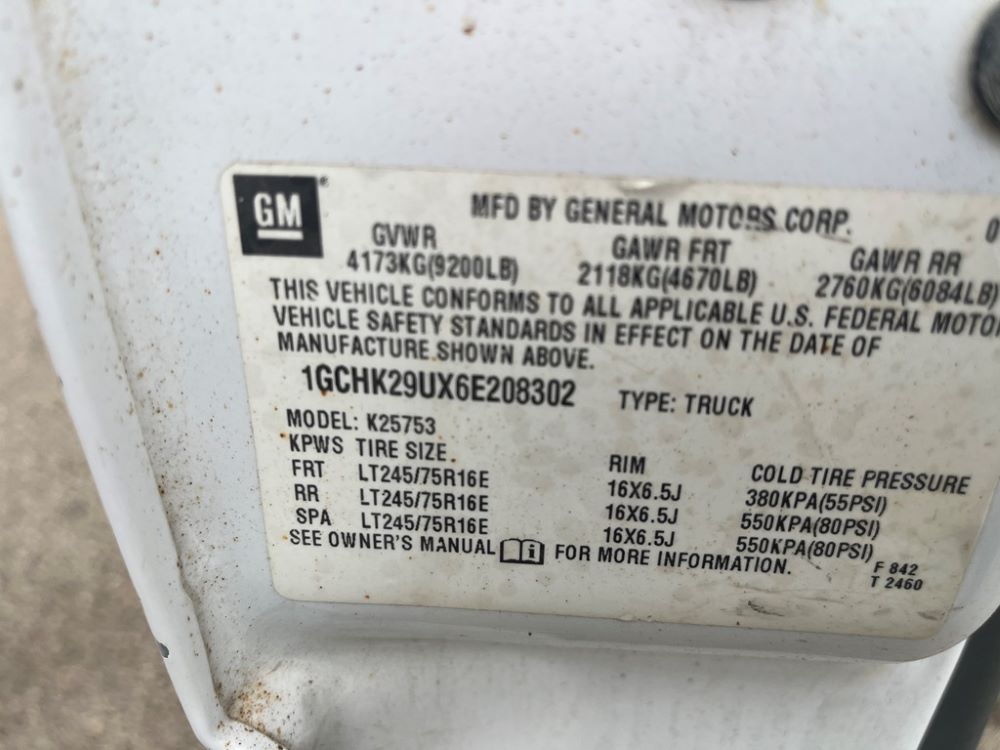 GM®
MFD BY GENERAL MOTORS CORP. 0
GVWR GAWR FRT GAWR RR
4173KG(9200LB) 2118KG(4670LB) 2760KG(6084LB)
THIS VEHICLE CONFORMS TO ALL APPLICABLE U.S. FEDERAL MOTOR
VEHICLE SAFETY STANDARDS IN EFFECT ON THE DATE OF
MANUFACTURE SHOWN ABOVE.
1GCHK29UX6E208302 TYPE: TRUCK
MODEL: K25753
KPWS TIRE SIZE RIM COLD TIRE PRESSURE
FRT LT245/75R16E 16X6.5J 380KPA(55PSI)
RR LT245/75R16E 16X6.5J 550KPA(80PSI)
SPA LT245/75R16E 16X6.5J 550KPA(80PSI)
SEE OWNER'S MANUAL i FOR MORE INFORMATION.
F 842
T 2460